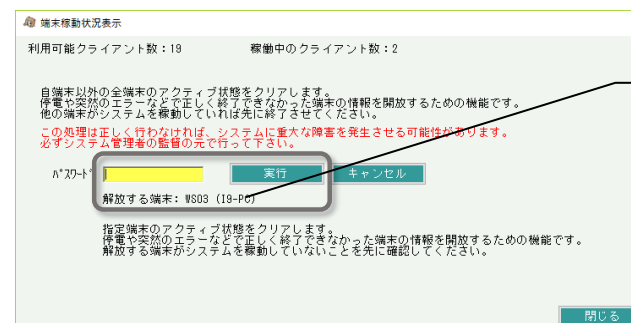 端末稼動状況表示
利用可能クライアント数：19　稼働中のクライアント数：2
自端末以外の全端末のアクティブ状態をクリアします。
停電や突然のエラーなどで正しく終了できなかった端末の情報を開放するための機能です。
他の端末がシステムを稼動していれば先に終了させてください。
この処理は正しく行わなければ、システムに重大な障害を発生させる可能性があります。
必ずシステム管理者の監督の元で行って下さい。
ﾊﾟｽﾜｰﾄﾞ　実行　キャンセル
解放する端末: WS03 (I9-PC)
指定端末のアクティブ状態をクリアします。
停電や突然のエラーなどで正しく終了できなかった端末の情報を開放するための機能です。
解放する端末がシステムを稼動していないことを先に確認してください。
閉じる